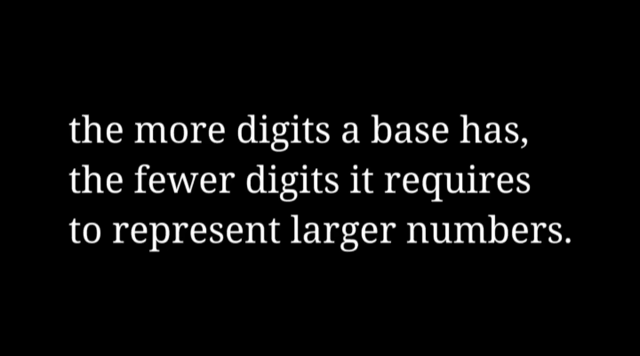 the more digits a base has,
the fewer digits it requires
to represent larger numbers.